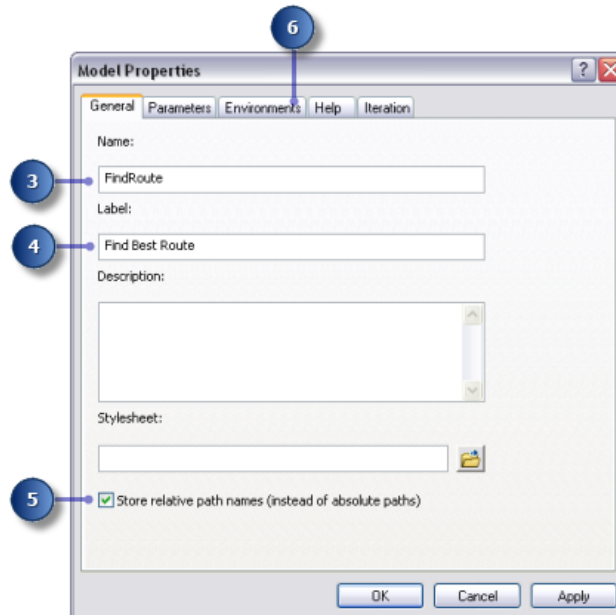 6
Model Properties
General Parameters Environments Help Iteration
Name:
3 FindRoute
Label:
4 Find Best Route
Description:
Stylesheet:
5 Store relative path names (instead of absolute paths)
OK Cancel Apply